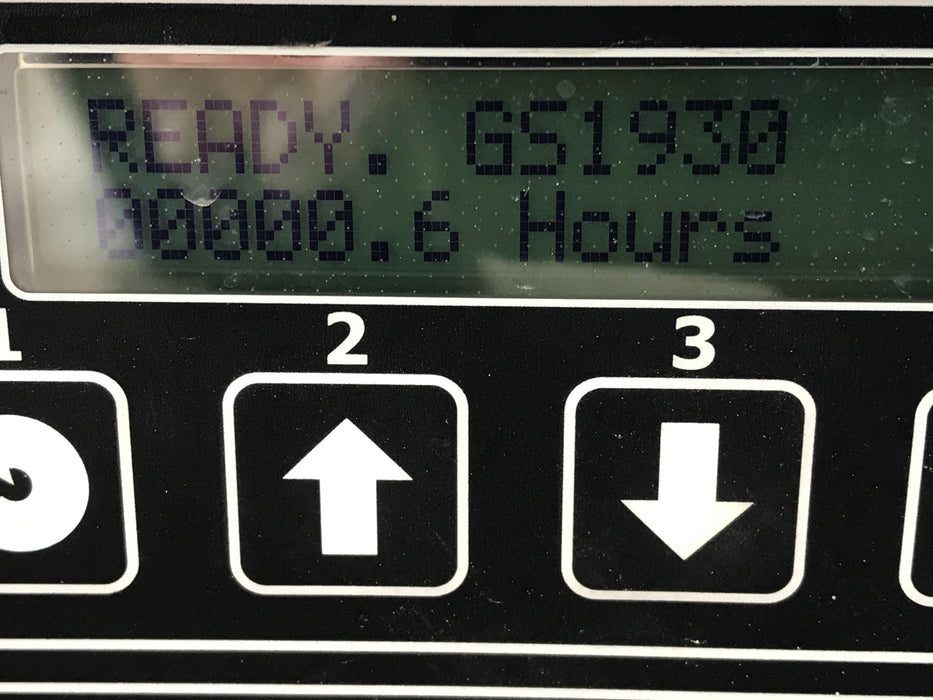 READY. GS1930
00000.6 Hours
1 2 3